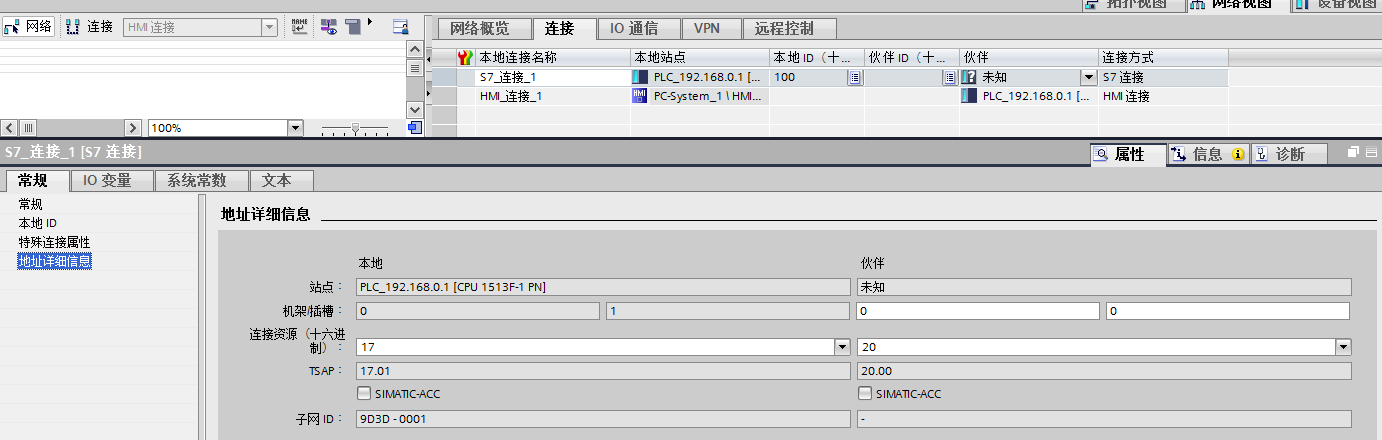 拓扑视图 网络视图 设备视图
网络 连接 HMI 连接 NAME
网络概览 连接 IO 通信 VPN 远程控制
本地连接名称 本地站点 本地 ID（十... 伙伴 ID（十... 伙伴 连接方式
S7_连接_1 PLC_192.168.0.1 [... 100 ? 未知 S7 连接
HMI_连接_1 HMI PC-System_1 \ HMI... PLC_192.168.0.1 [... HMI 连接
100%
S7_连接_1 [S7 连接] 属性 信息 诊断
常规 IO 变量 系统常数 文本
常规
本地 ID
特殊连接属性
地址详细信息
地址详细信息
本地 伙伴
站点： PLC_192.168.0.1 [CPU 1513F-1 PN] 未知
机架/插槽： 0 1 0 0
连接资源（十六进
制）： 17 20
TSAP： 17.01 20.00
SIMATIC-ACC SIMATIC-ACC
子网 ID： 9D3D - 0001 -